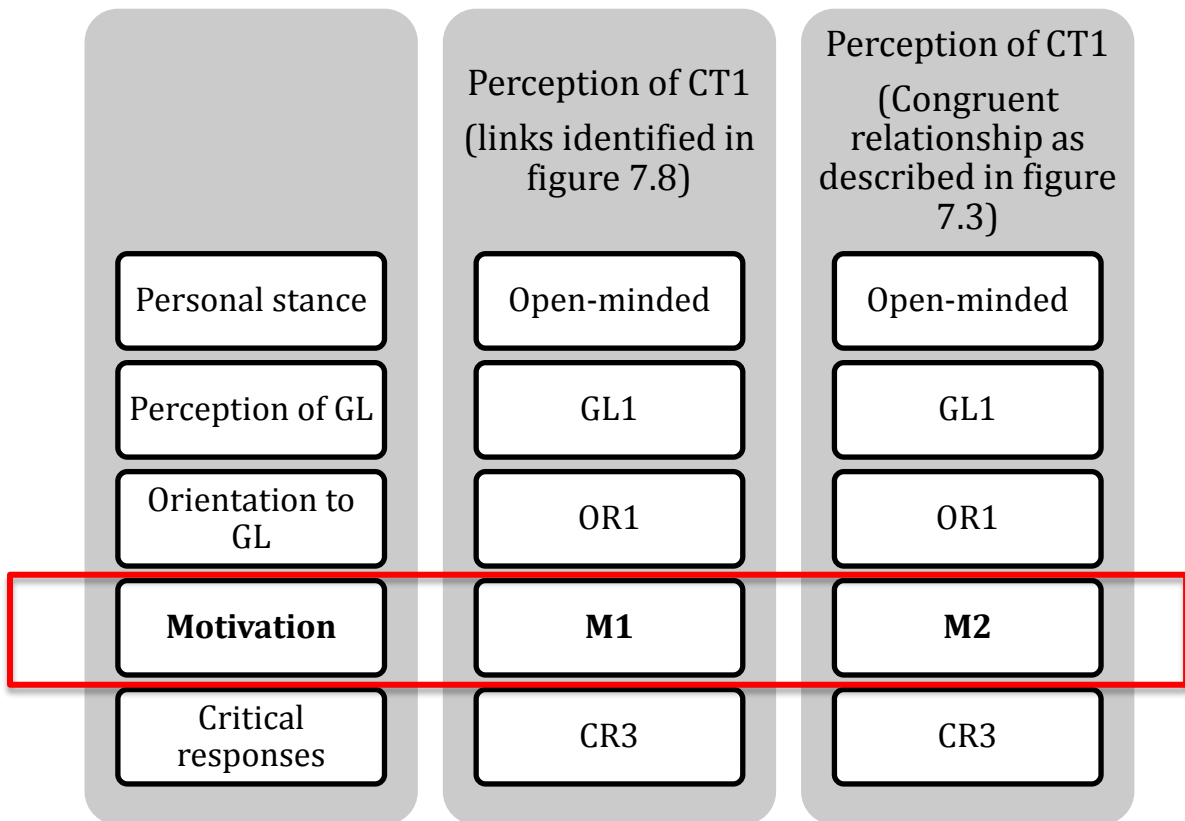 Perception of CT1
(links identified in
figure 7.8)
Perception of CT1
(Congruent
relationship as
described in figure
7.3)
Personal stance
Open-minded
Open-minded
Perception of GL
GL1
GL1
Orientation to
GL
OR1
OR1
Motivation
M1
M2
Critical
responses
CR3
CR3